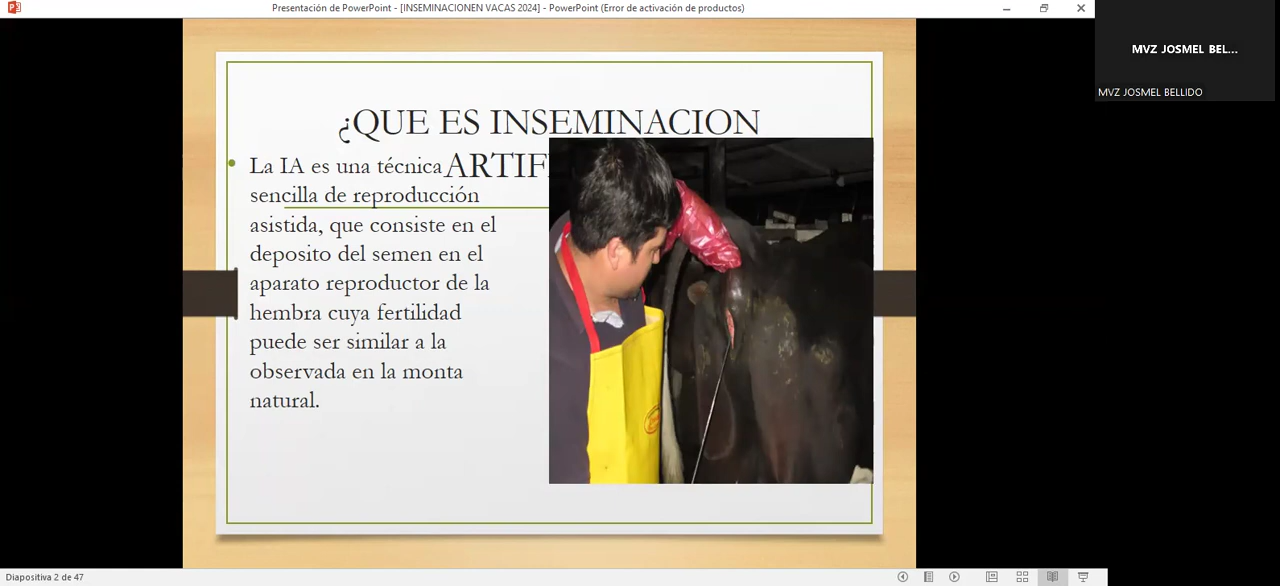 Presentación de PowerPoint - [INSEMINACIONEN VACAS 2024] - PowerPoint (Error de activación de productos)
MVZ JOSMEL BEL...
MVZ JOSMEL BELLIDO
¿QUE ES INSEMINACION
ARTIF
La IA es una técnica
sencilla de reproducción
asistida, que consiste en el
deposito del semen en el
aparato reproductor de la
hembra cuya fertilidad
puede ser similar a la
observada en la monta
natural.
Diapositiva 2 de 47